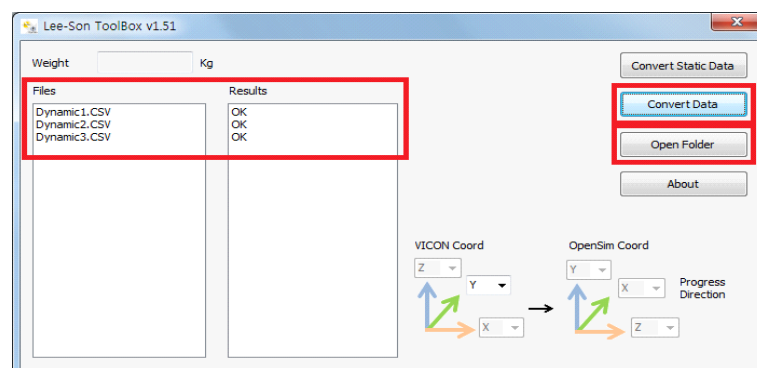 Lee-Son ToolBox v1.51
Weight Kg
Convert Static Data
Files Results
Convert Data
Dynamic1.CSV OK
Dynamic2.CSV OK
Dynamic3.CSV OK
Open Folder
About
VICON Coord OpenSim Coord
Z Y
Y X Progress
Direction
X Z